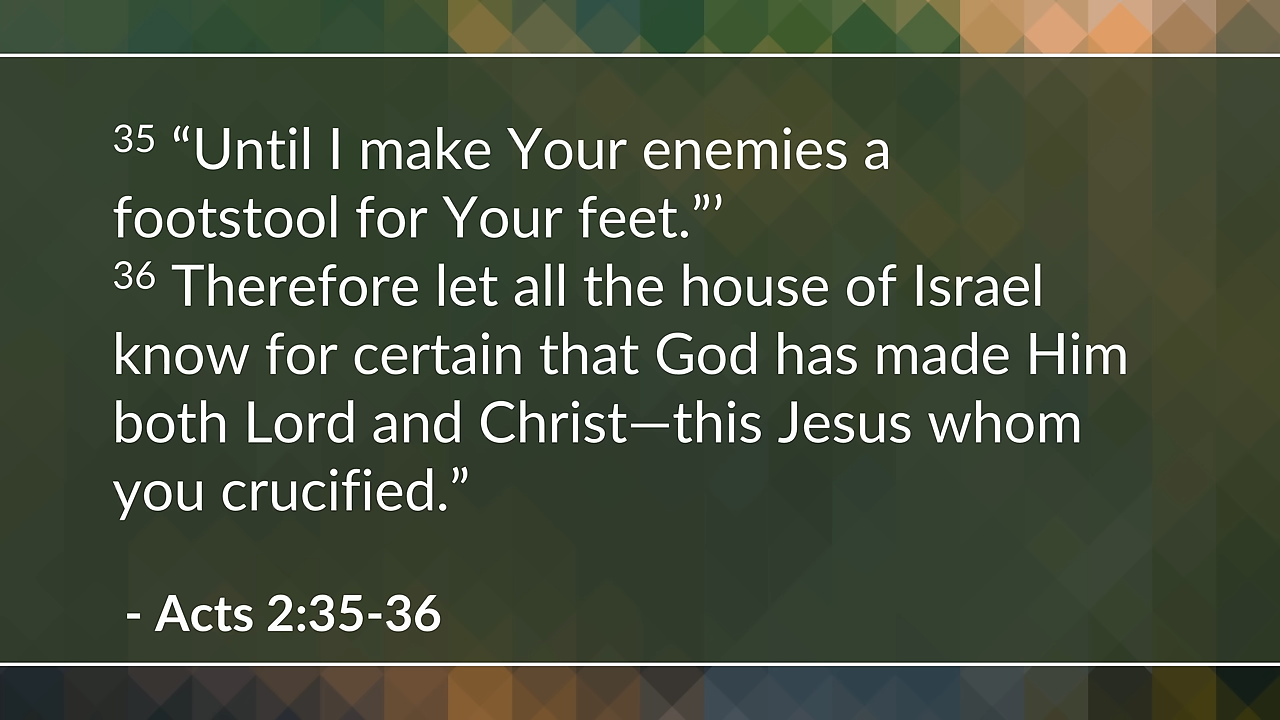 35 “Until I make Your enemies a
footstool for Your feet.”’
36 Therefore let all the house of Israel
know for certain that God has made Him
both Lord and Christ—this Jesus whom
you crucified.”
- Acts 2:35-36